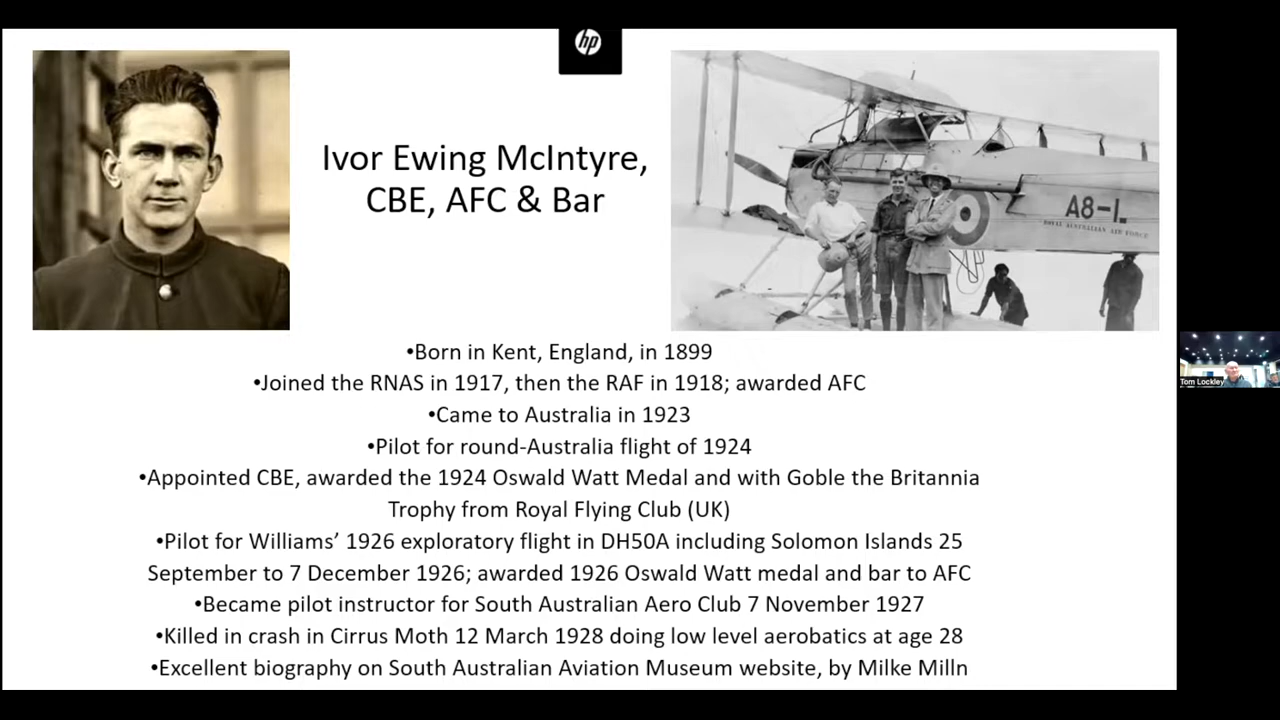 hp
Ivor Ewing McIntyre,
CBE, AFC & Bar
A8-1
ROYAL AUSTRALIAN AIR FORCE
•Born in Kent, England, in 1899
•Joined the RNAS in 1917, then the RAF in 1918; awarded AFC
•Came to Australia in 1923
•Pilot for round-Australia flight of 1924
•Appointed CBE, awarded the 1924 Oswald Watt Medal and with Goble the Britannia
Trophy from Royal Flying Club (UK)
•Pilot for Williams’ 1926 exploratory flight in DH50A including Solomon Islands 25
September to 7 December 1926; awarded 1926 Oswald Watt medal and bar to AFC
•Became pilot instructor for South Australian Aero Club 7 November 1927
•Killed in crash in Cirrus Moth 12 March 1928 doing low level aerobatics at age 28
•Excellent biography on South Australian Aviation Museum website, by Milke Milln
Tom Lockley